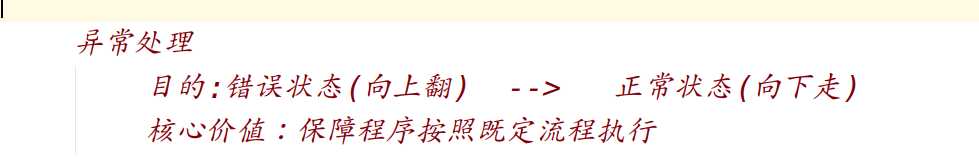 异常处理
目的:错误状态(向上翻)  -->   正常状态(向下走)
核心价值：保障程序按照既定流程执行